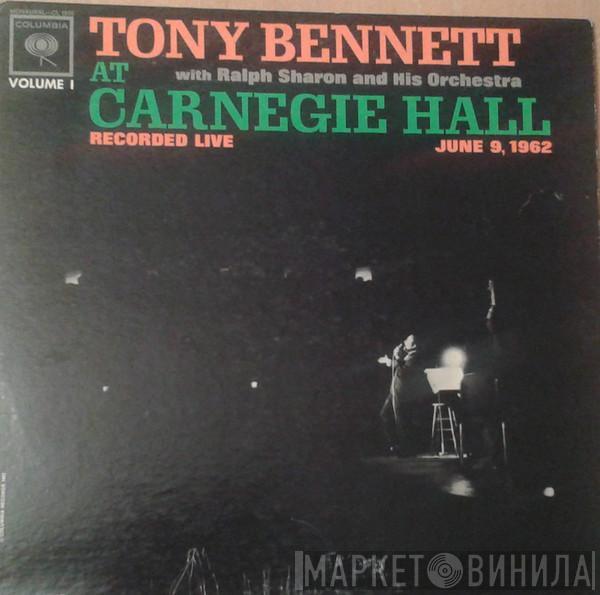 COLUMBIA
VOLUME I
TONY BENNETT
with Ralph Sharon and His Orchestra
AT
CARNEGIE HALL
RECORDED LIVE
JUNE 9, 1962
МАРКЕТ ВИНИЛА